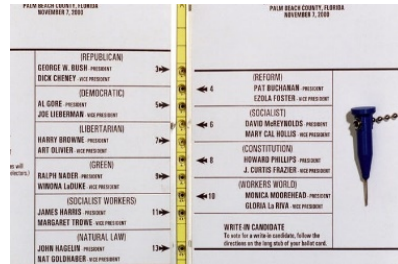 PALM BEACH COUNTY, FLORIDA
NOVEMBER 7, 2000
(REPUBLICAN)
GEORGE W. BUSH - PRESIDENT
DICK CHENEY - VICE PRESIDENT
3
(DEMOCRATIC)
AL GORE - PRESIDENT
JOE LIEBERMAN - VICE PRESIDENT
5
(LIBERTARIAN)
HARRY BROWNE - PRESIDENT
ART OLIVIER - VICE PRESIDENT
7
(GREEN)
RALPH NADER - PRESIDENT
WINONA LaDUKE - VICE PRESIDENT
9
(SOCIALIST WORKERS)
JAMES HARRIS - PRESIDENT
MARGARET TROWE - VICE PRESIDENT
11
(NATURAL LAW)
JOHN HAGELIN - PRESIDENT
NAT GOLDHABER - VICE PRESIDENT
13
PALM BEACH COUNTY, FLORIDA
NOVEMBER 7, 2000
(REFORM)
4
PAT BUCHANAN - PRESIDENT
EZOLA FOSTER - VICE PRESIDENT
(SOCIALIST)
6
DAVID McREYNOLDS - PRESIDENT
MARY CAL HOLLIS - VICE PRESIDENT
(CONSTITUTION)
8
HOWARD PHILLIPS - PRESIDENT
J. CURTIS FRAZIER - VICE PRESIDENT
(WORKERS WORLD)
10
MONICA MOOREHEAD - PRESIDENT
GLORIA La RIVA - VICE PRESIDENT
WRITE-IN CANDIDATE
To vote for a write-in candidate, follow the
directions on the long stub of your ballot card.